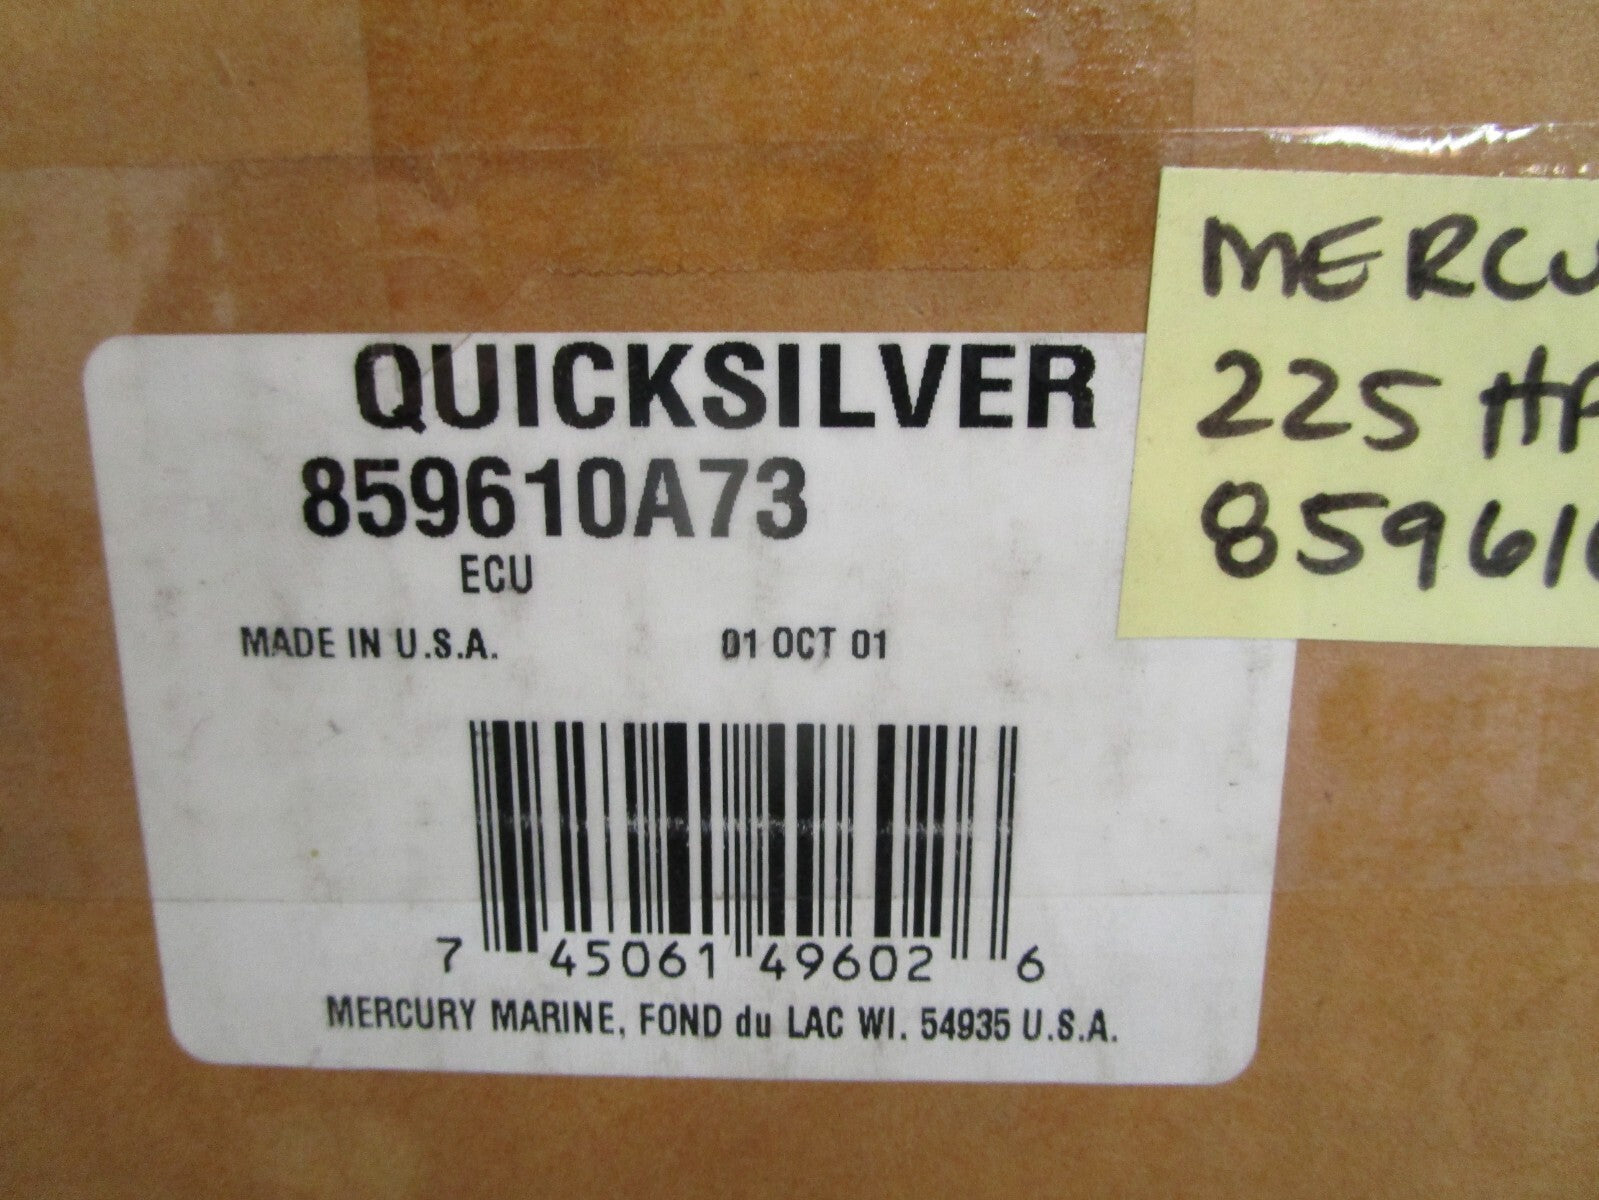 QUICKSILVER
859610A73
ECU
MADE IN U.S.A. 01 OCT 01
7 45061 49602 6
MERCURY MARINE, FOND du LAC WI. 54935 U.S.A.
MERCU
225 HP
85961